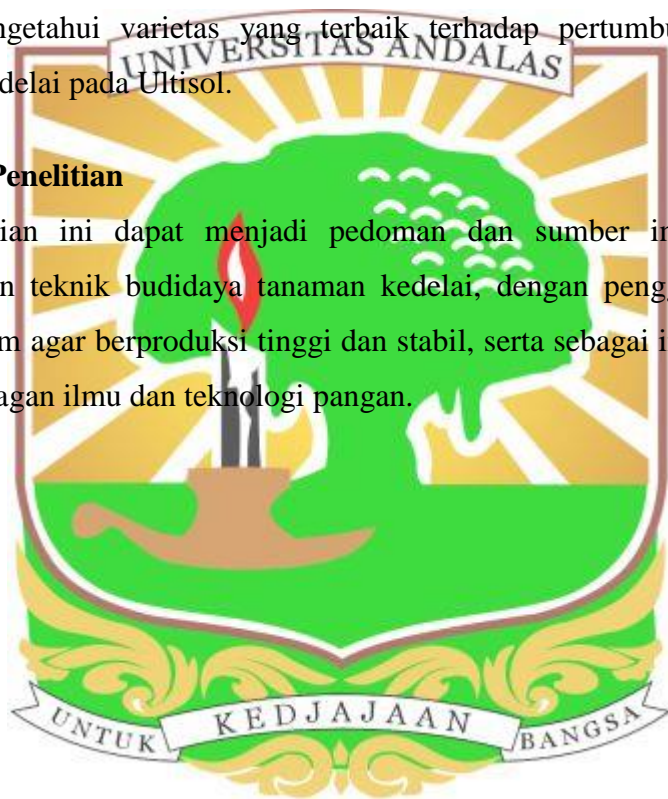 ngetahui varietas yang terbaik terhadap pertumbu
UNIVERSITAS ANDALAS
delai pada Ultisol.
Penelitian
ian ini dapat menjadi pedoman dan sumber in
n teknik budidaya tanaman kedelai, dengan pengg
m agar berproduksi tinggi dan stabil, serta sebagai i
agan ilmu dan teknologi pangan.
UNTUK KEDJAJAAN BANGSA